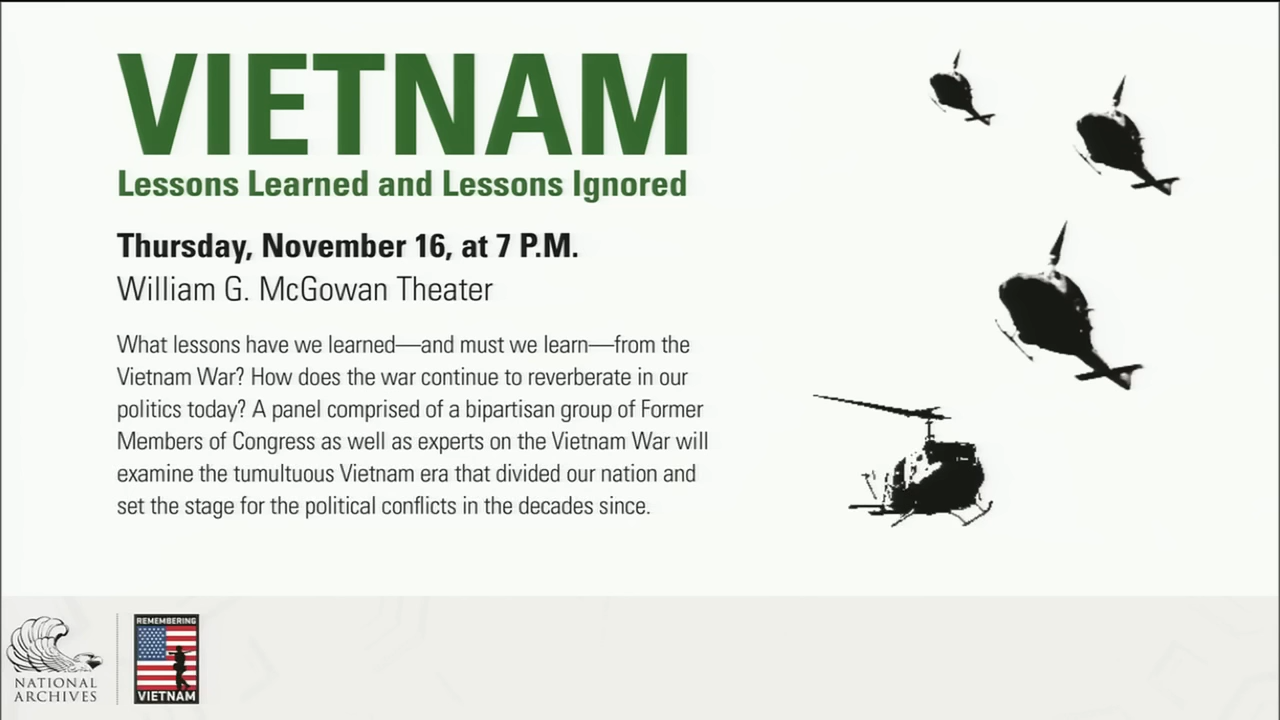 VIETNAM
Lessons Learned and Lessons Ignored
Thursday, November 16, at 7 P.M.
William G. McGowan Theater
What lessons have we learned—and must we learn—from the
Vietnam War? How does the war continue to reverberate in our
politics today? A panel comprised of a bipartisan group of Former
Members of Congress as well as experts on the Vietnam War will
examine the tumultuous Vietnam era that divided our nation and
set the stage for the political conflicts in the decades since.
NATIONAL
ARCHIVES
REMEMBERING
VIETNAM